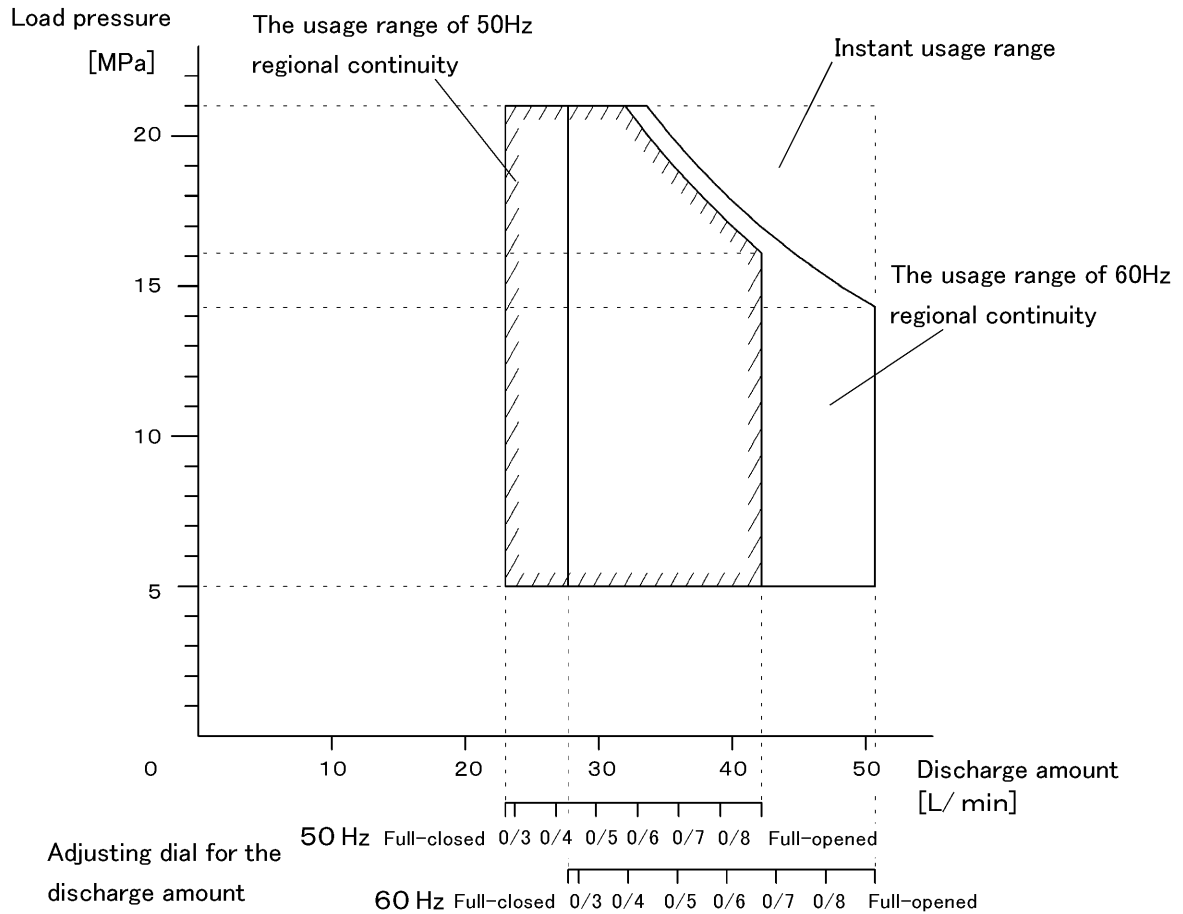 Load pressure
[MPa]
The usage range of 50Hz
regional continuity
Instant usage range
20
15
The usage range of 60Hz
regional continuity
10
5
0
10
20
30
40
50
Discharge amount
[L/min]
50 Hz Full-closed 0/3 0/4 0/5 0/6 0/7 0/8 Full-opened
Adjusting dial for the
discharge amount
60 Hz Full-closed 0/3 0/4 0/5 0/6 0/7 0/8 Full-opened